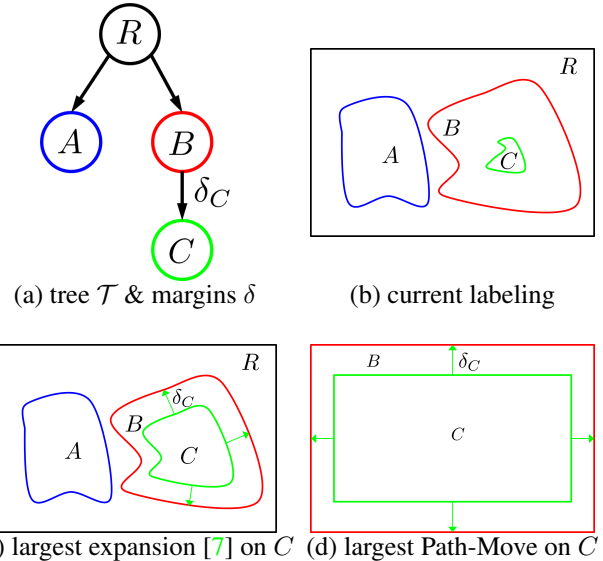 R
A
B
δ_C
C
(a) tree 𝒯 & margins δ
R
B
A
C
(b) current labeling
R
δ_C
B
A
C
) largest expansion [7] on C
B
δ_C
C
(d) largest Path-Move on C